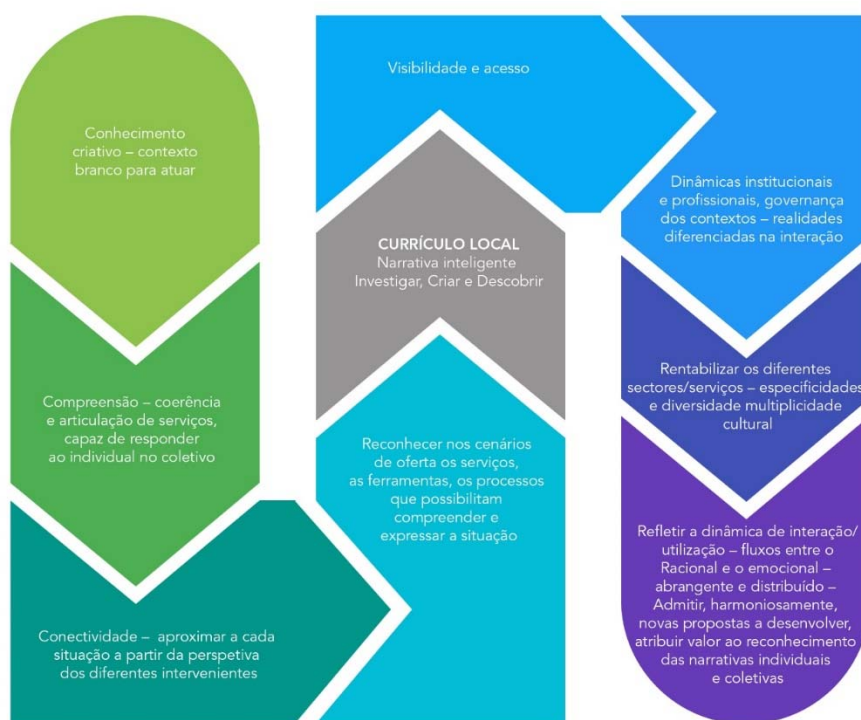 Conhecimento
criativo – contexto
branco para atuar
Compreensão – coerência
e articulação de serviços,
capaz de responder
ao individual no coletivo
Conectividade – aproximar a cada
situação a partir da perspetiva
dos diferentes intervenientes
Reconhecer nos cenários
de oferta os serviços,
as ferramentas, os processos
que possibilitam
compreender e
expressar a situação
CURRÍCULO LOCAL
Narrativa inteligente
Investigar, Criar e Descobrir
Visibilidade e acesso
Dinâmicas institucionais
e profissionais, governança
dos contextos – realidades
diferenciadas na interação
Rentabilizar os diferentes
sectores/serviços – especificidades
e diversidade multiplicidade
cultural
Refletir a dinâmica de interação/
utilização – fluxos entre o
Racional e o emocional –
abrangente e distribuído –
Admitir, harmoniosamente,
novas propostas a desenvolver,
atribuir valor ao reconhecimento
das narrativas individuais
e coletivas